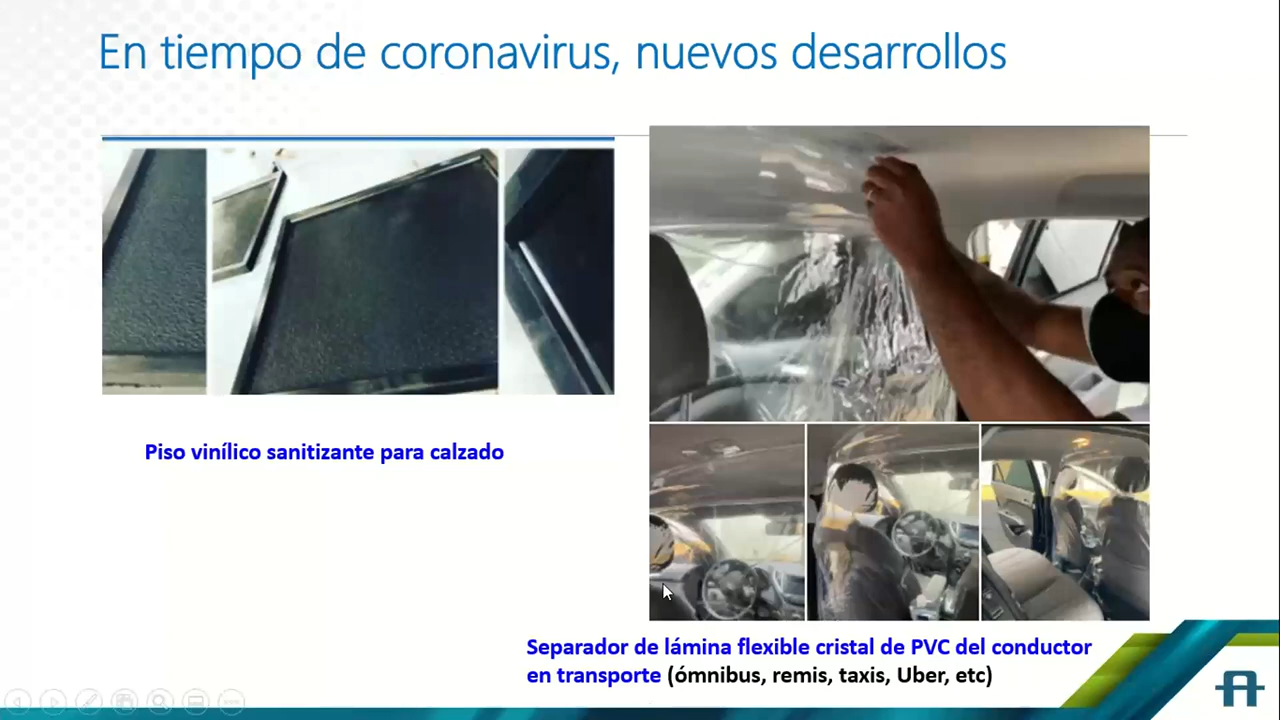 En tiempo de coronavirus, nuevos desarrollos
Piso vinílico sanitizante para calzado
Separador de lámina flexible cristal de PVC del conductor
en transporte (ómnibus, remis, taxis, Uber, etc)